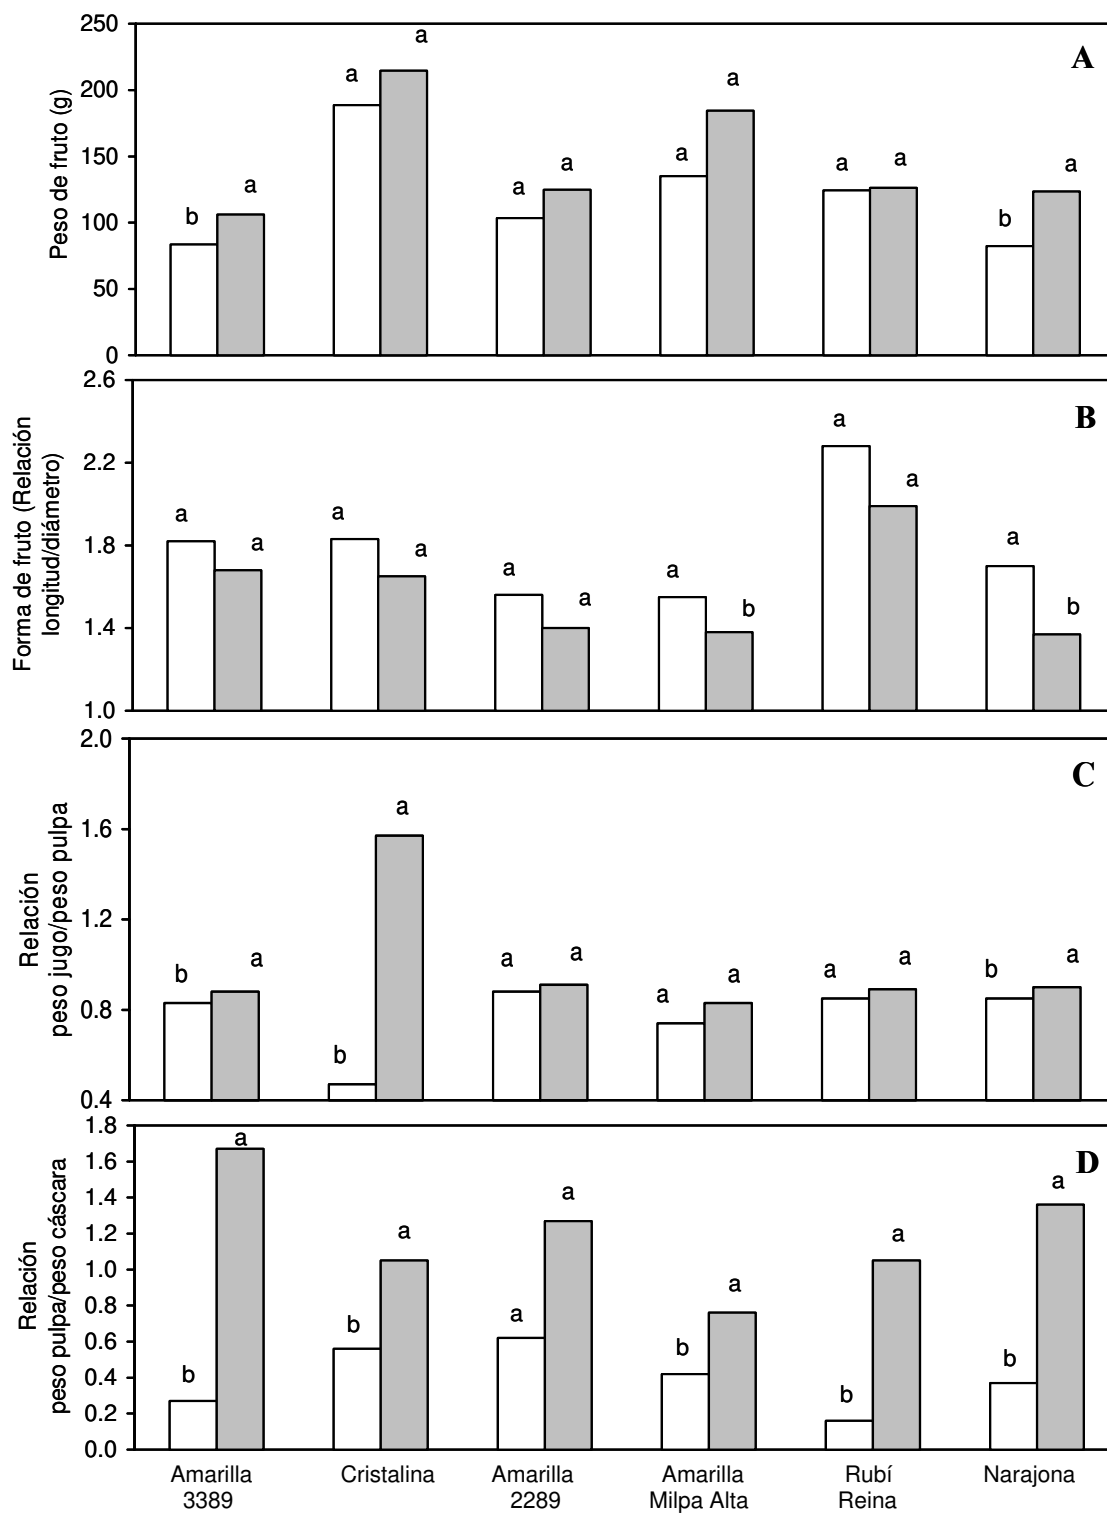 250
200
150
100
50
0
Peso de fruto (g)
A
b
a
a
a
a
a
a
a
a
a
b
a
2.6
2.2
1.8
1.4
1.0
Forma de fruto (Relación
longitud/diámetro)
B
a
a
a
a
a
a
a
b
a
a
a
b
2.0
1.6
1.2
0.8
0.4
Relación
peso jugo/peso pulpa
C
b
a
b
a
a
a
a
a
a
a
b
a
1.8
1.6
1.4
1.2
1.0
0.8
0.6
0.4
0.2
0.0
Relación
peso pulpa/peso cáscara
D
b
a
b
a
a
a
b
a
b
a
b
a
Amarilla
3389
Cristalina
Amarilla
2289
Amarilla
Milpa Alta
Rubí
Reina
Narajona